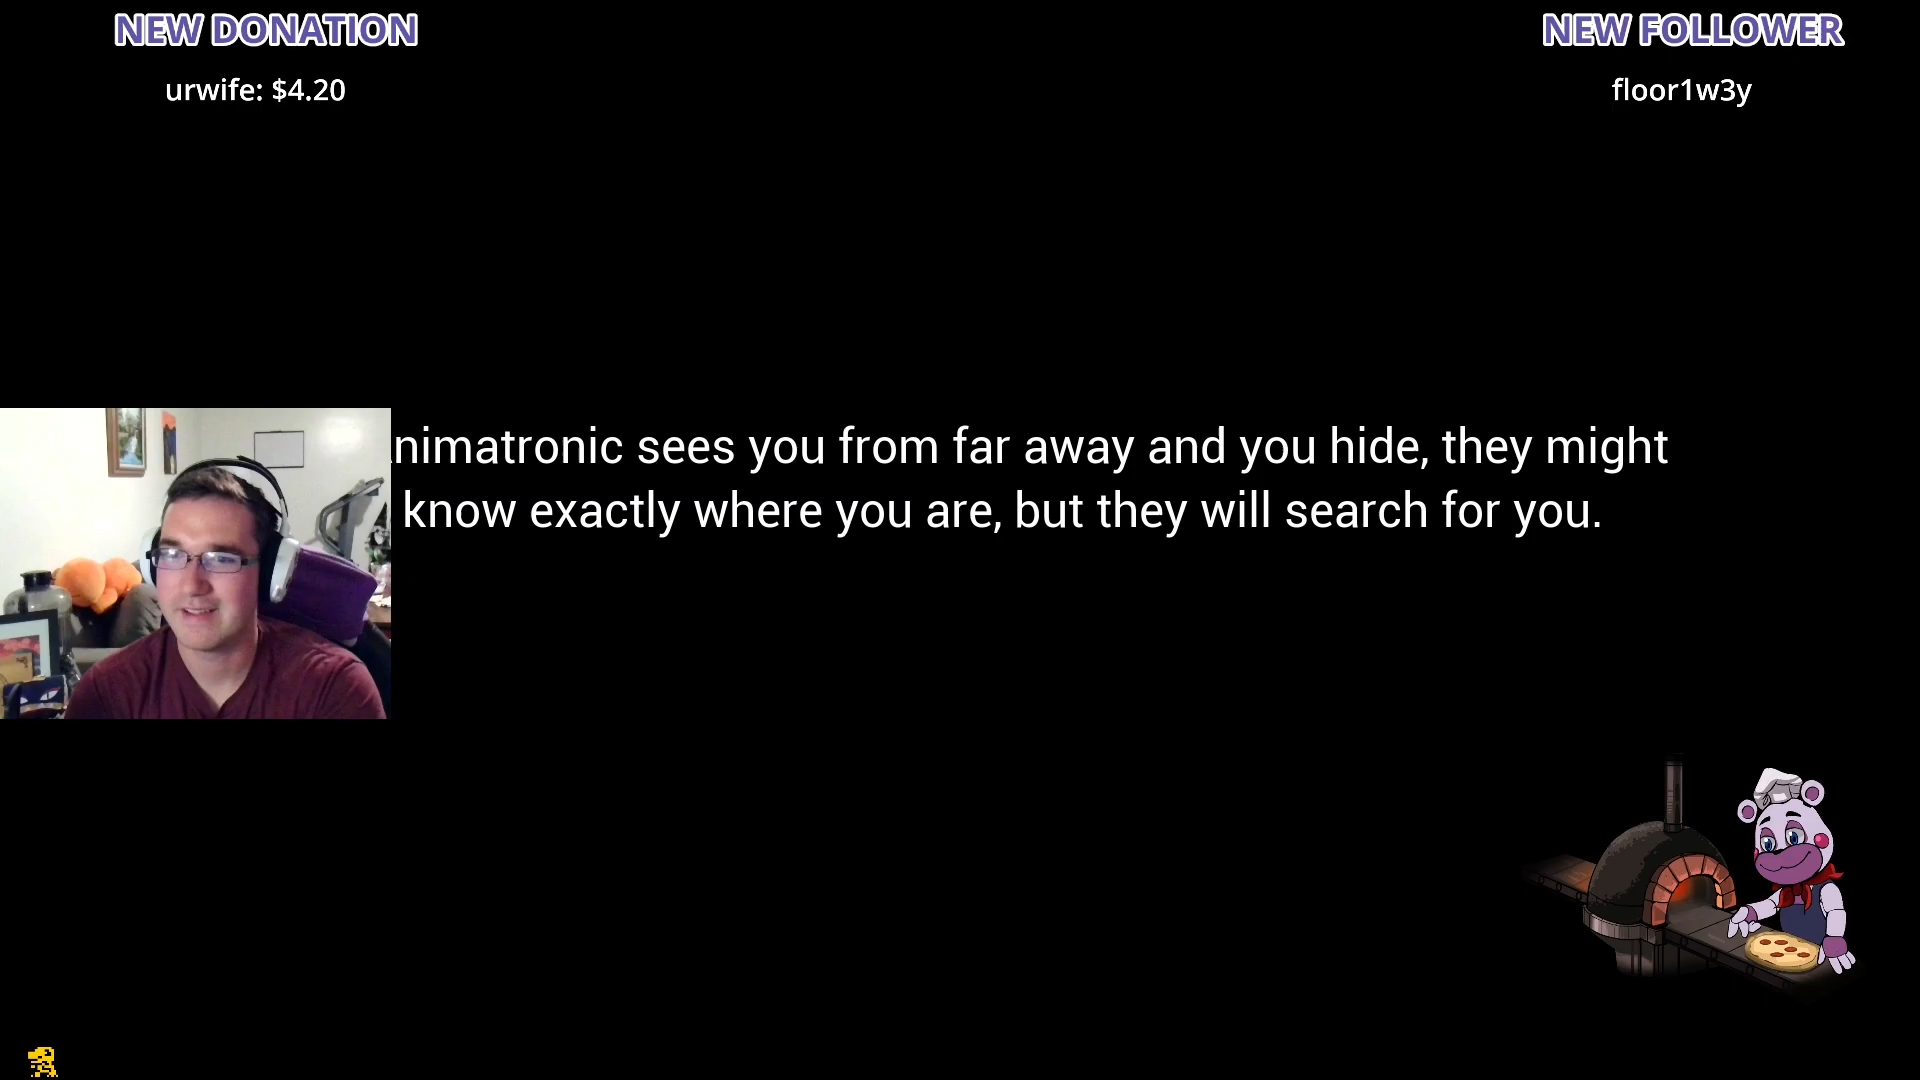 NEW DONATION
urwife: $4.20
NEW FOLLOWER
floor1w3y
nimatronic sees you from far away and you hide, they might
know exactly where you are, but they will search for you.